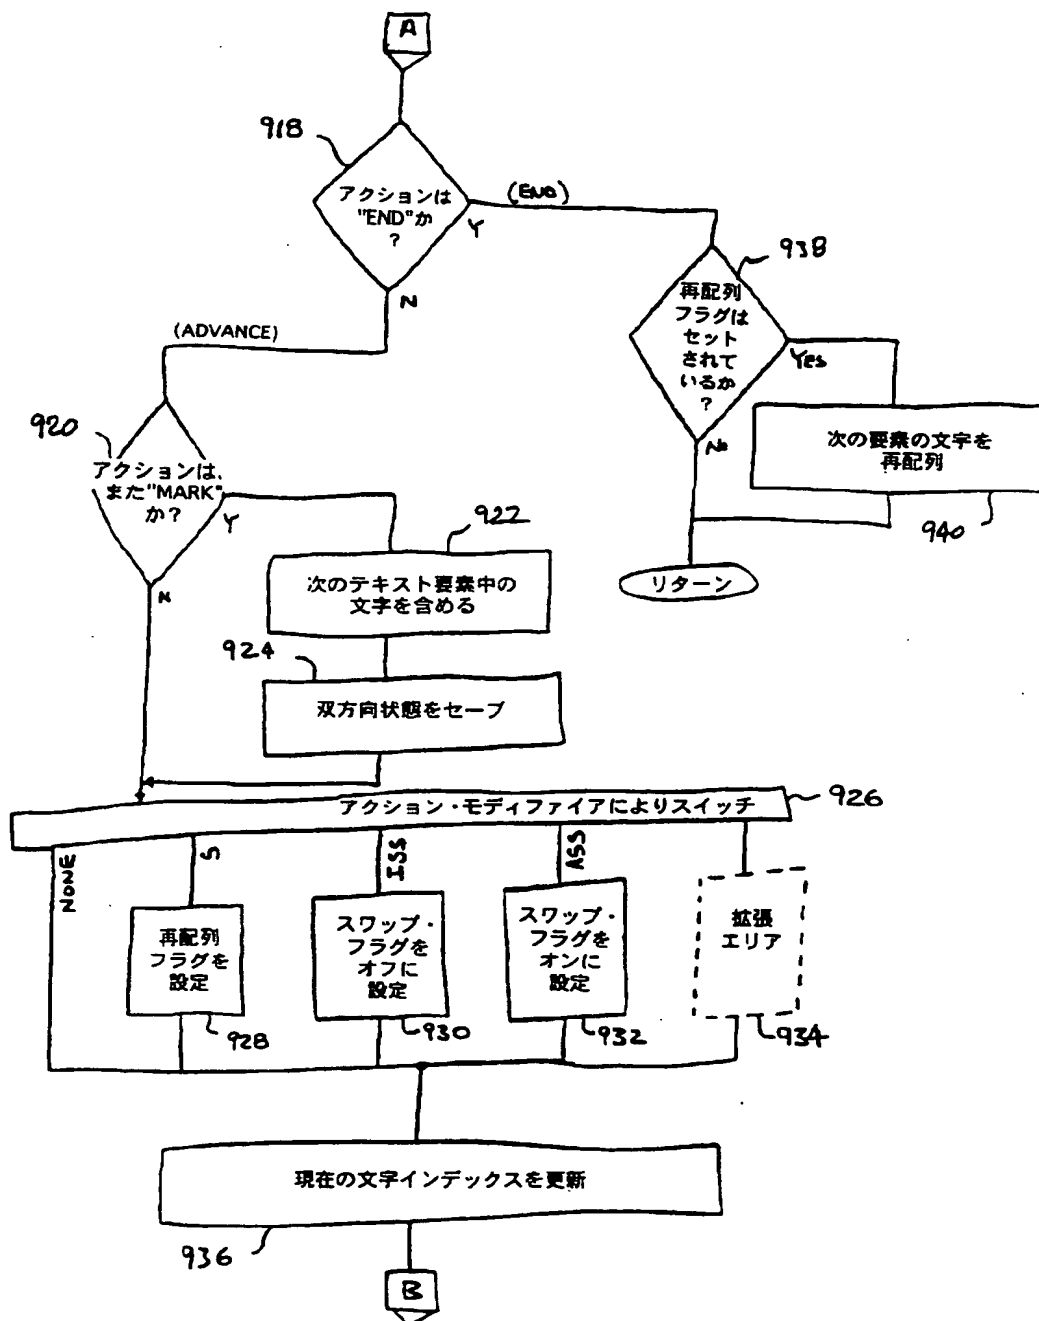 A
918
アクションは
"END"か
?
Y
(END)
N
(ADVANCE)
938
再配列
フラグは
セット
されて
いるか
?
Yes
No
次の要素の文字を
再配列
940
リターン
920
アクションは、
また"MARK"
か?
Y
N
922
次のテキスト要素中の
文字を含める
924
双方向状態をセーブ
アクション・モディファイアによりスイッチ
926
NONE
S
ISS
ASS
再配列
フラグを
設定
928
スワップ・
フラグを
オフに
設定
930
スワップ・
フラグを
オンに
設定
932
拡張
エリア
934
現在の文字インデックスを更新
936
B